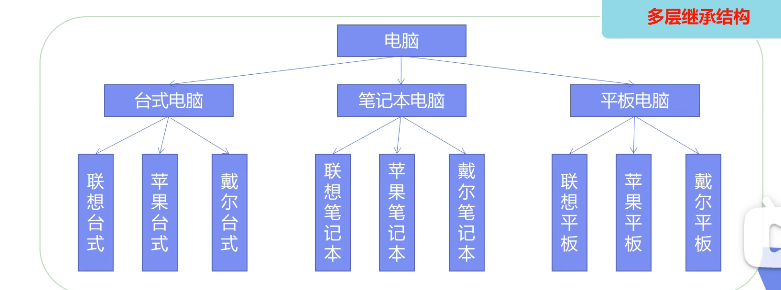 多层继承结构
电脑
台式电脑
笔记本电脑
平板电脑
联想台式
苹果台式
戴尔台式
联想笔记本
苹果笔记本
戴尔笔记本
联想平板
苹果平板
戴尔平板